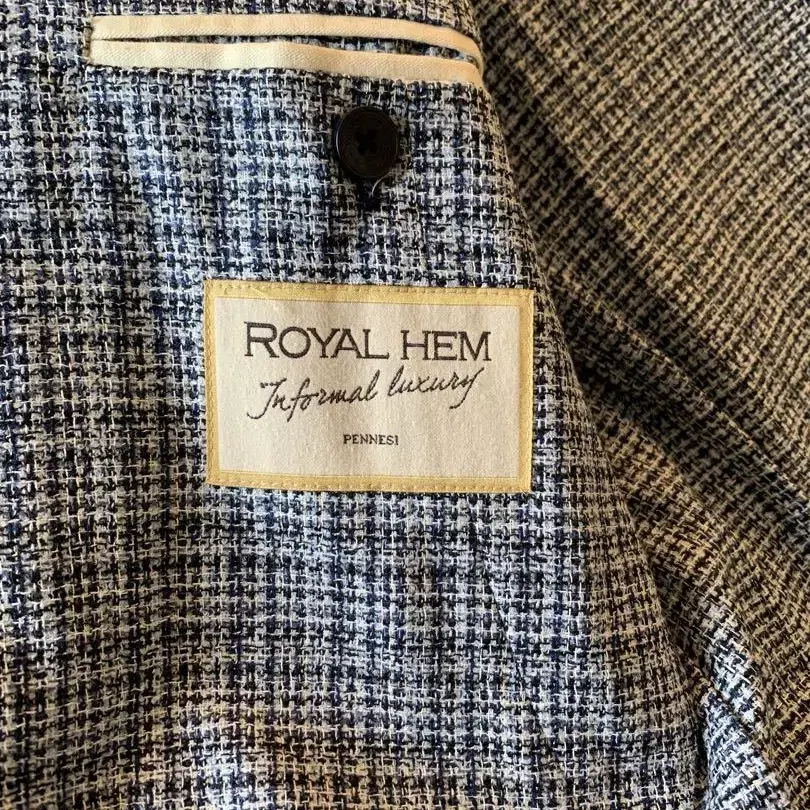 ROYAL HEM
Informal luxury
PENNESI